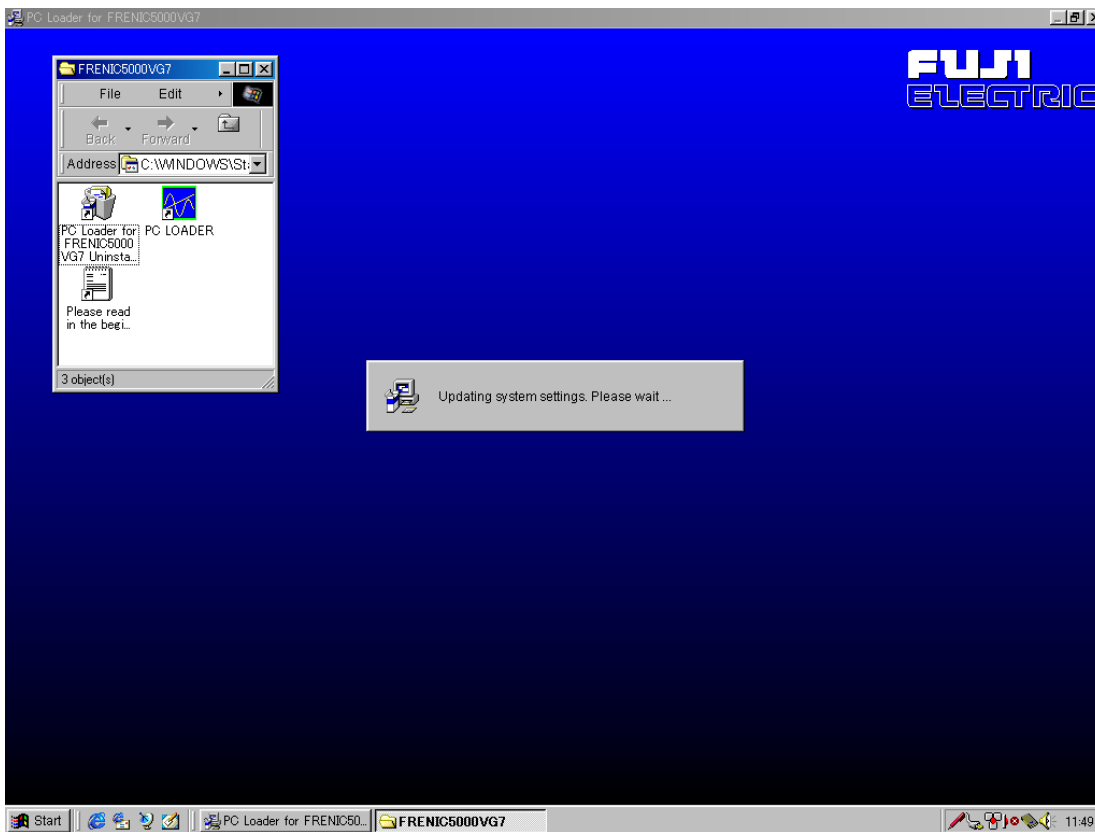 PC Loader for FRENIC5000VG7
FUJI
ELECTRIC
FRENIC5000VG7
File Edit
Back Forward
Address C:\WINDOWS\St
PC Loader for
FRENIC5000
VG7 Uninsta...
PC LOADER
Please read
in the begi...
3 object(s)
Updating system settings. Please wait ...
Start
PC Loader for FRENIC50...
FRENIC5000VG7
11:49